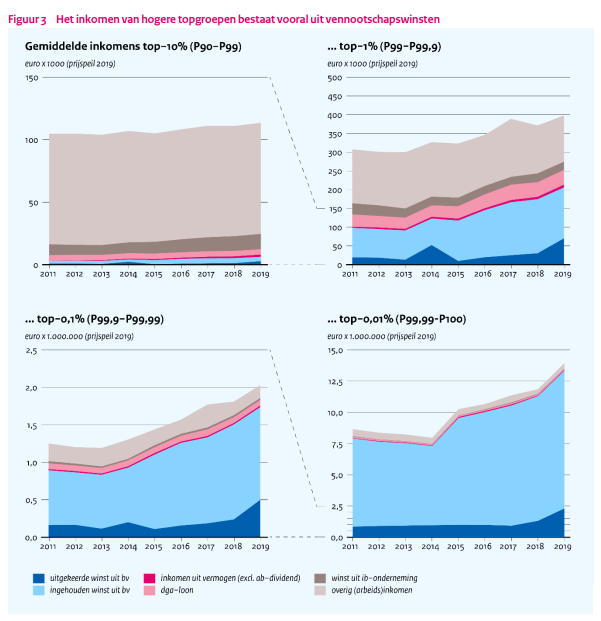 Figuur 3 Het inkomen van hogere topgroepen bestaat vooral uit vennootschapswinsten
Gemiddelde inkomens top-10% (P90-P99)
euro x 1000 (prijspeil 2019)
150
100
50
0
2011 2012 2013 2014 2015 2016 2017 2018 2019
... top-1% (P99-P99,9)
euro x 1000 (prijspeil 2019)
500
450
400
350
300
250
200
150
100
50
0
2011 2012 2013 2014 2015 2016 2017 2018 2019
... top-0,1% (P99,9-P99,99)
euro x 1.000.000 (prijspeil 2019)
2,5
2,0
1,5
1,0
0,5
0,0
2011 2012 2013 2014 2015 2016 2017 2018 2019
... top-0,01% (P99,99-P100)
euro x 1.000.000 (prijspeil 2019)
15,0
12,5
10,0
7,5
5,0
2,5
0,0
2011 2012 2013 2014 2015 2016 2017 2018 2019
uitgekeerde winst uit bv
ingehouden winst uit bv
inkomen uit vermogen (excl. ab-dividend)
dga-loon
winst uit ib-onderneming
overig (arbeids)inkomen